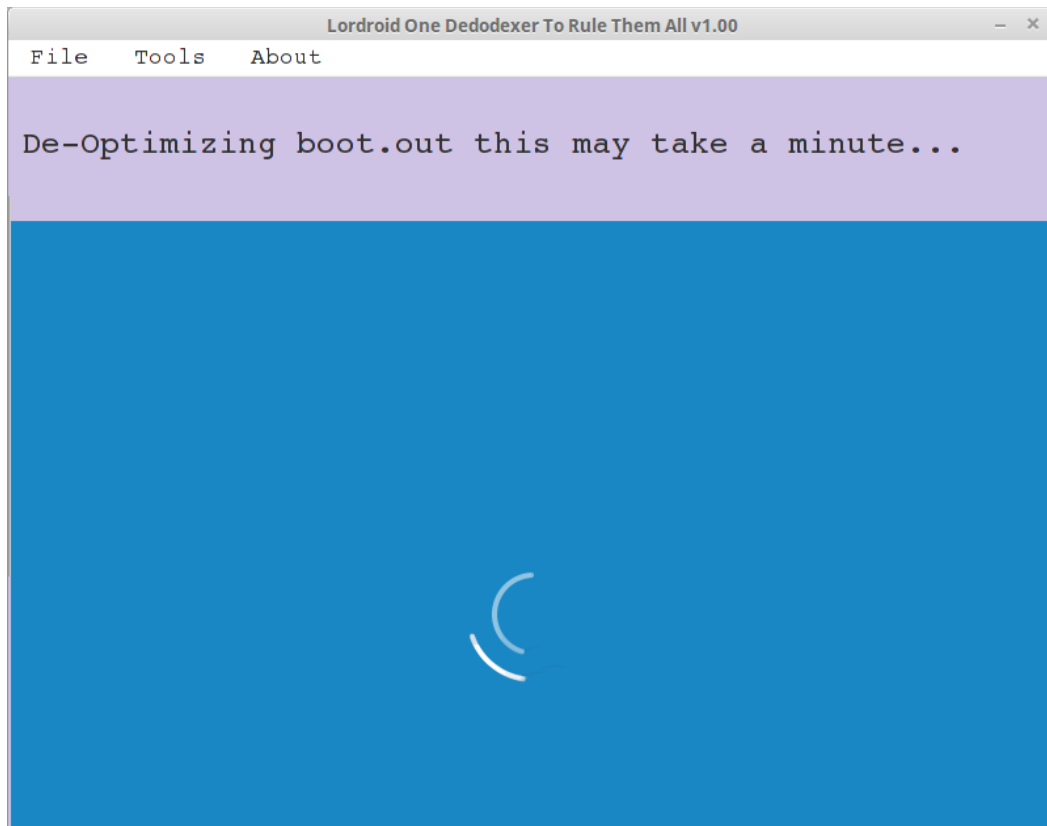 Lordroid One Dedodexer To Rule Them All v1.00
File Tools About
De-Optimizing boot.out this may take a minute...